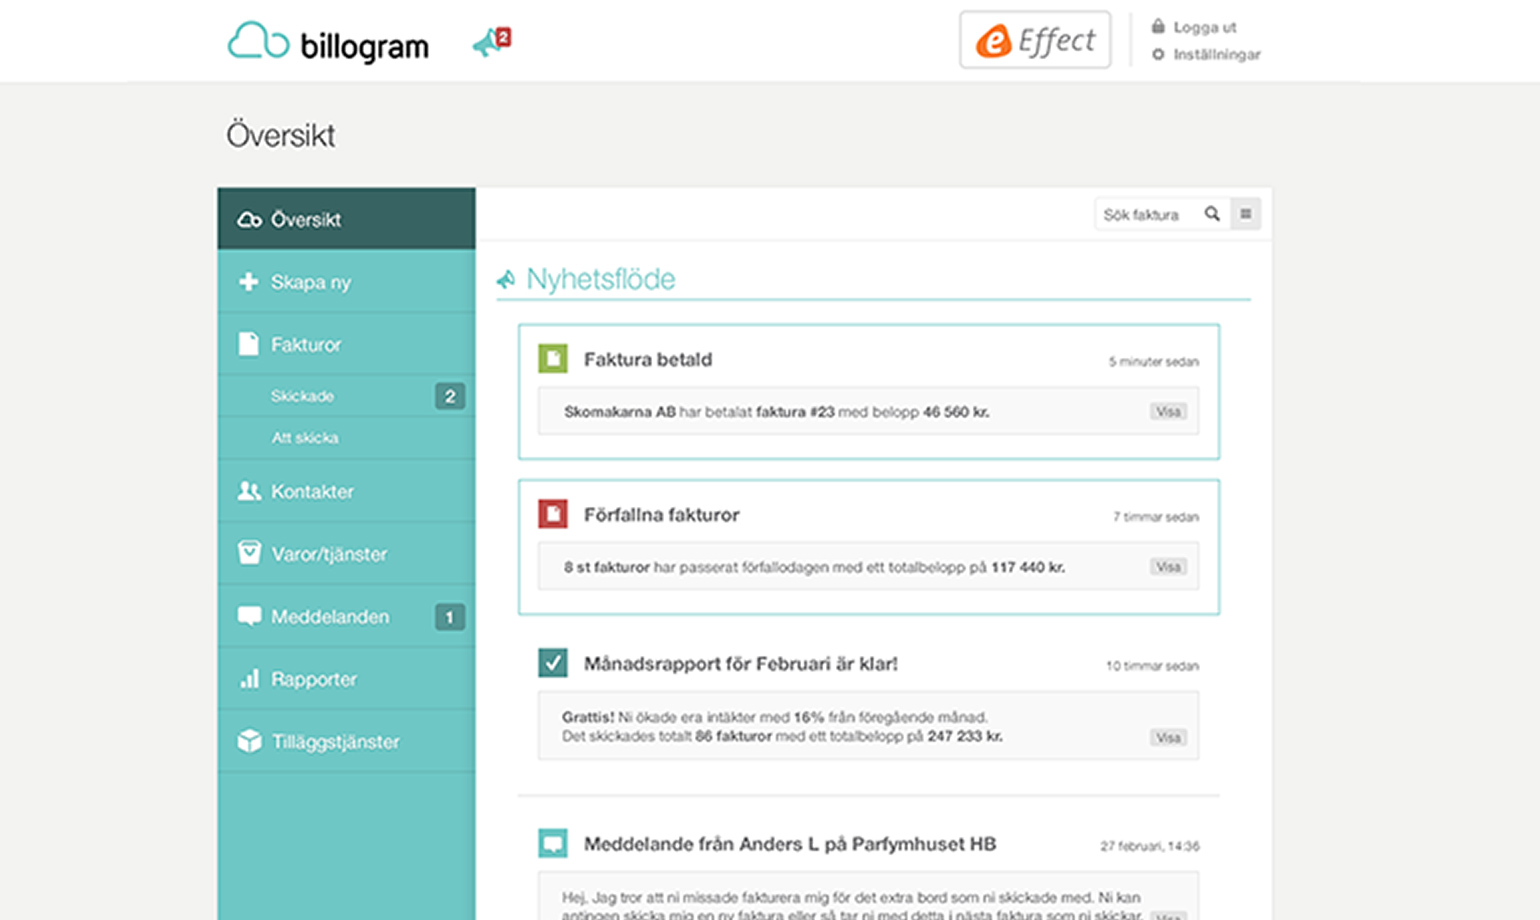 billogram
2
e Effect
Logga ut
Inställningar
Översikt
Översikt
Sök faktura
Skapa ny
Fakturor
Skickade 2
Att skicka
Kontakter
Varor/tjänster
Meddelanden 1
Rapporter
Tilläggstjänster
Nyhetsflöde
Faktura betald 5 minuter sedan
Skomakarna AB har betalat faktura #23 med belopp 46 560 kr. Visa
Förfallna fakturor 7 timmar sedan
8 st fakturor har passerat förfallodagen med ett totalbelopp på 117 440 kr. Visa
Månadsrapport för Februari är klar! 10 timmar sedan
Grattis! Ni ökade era intäkter med 16% från föregående månad.
Det skickades totalt 86 fakturor med ett totalbelopp på 247 233 kr. Visa
Meddelande från Anders L på Parfymhuset HB 27 februari, 14:36
Hej, Jag tror att ni missade fakturera mig för det extra bord som ni skickade med. Ni kan
antingen skicka mig en ny faktura eller så tar ni med detta i nästa faktura som ni skickar. Visa